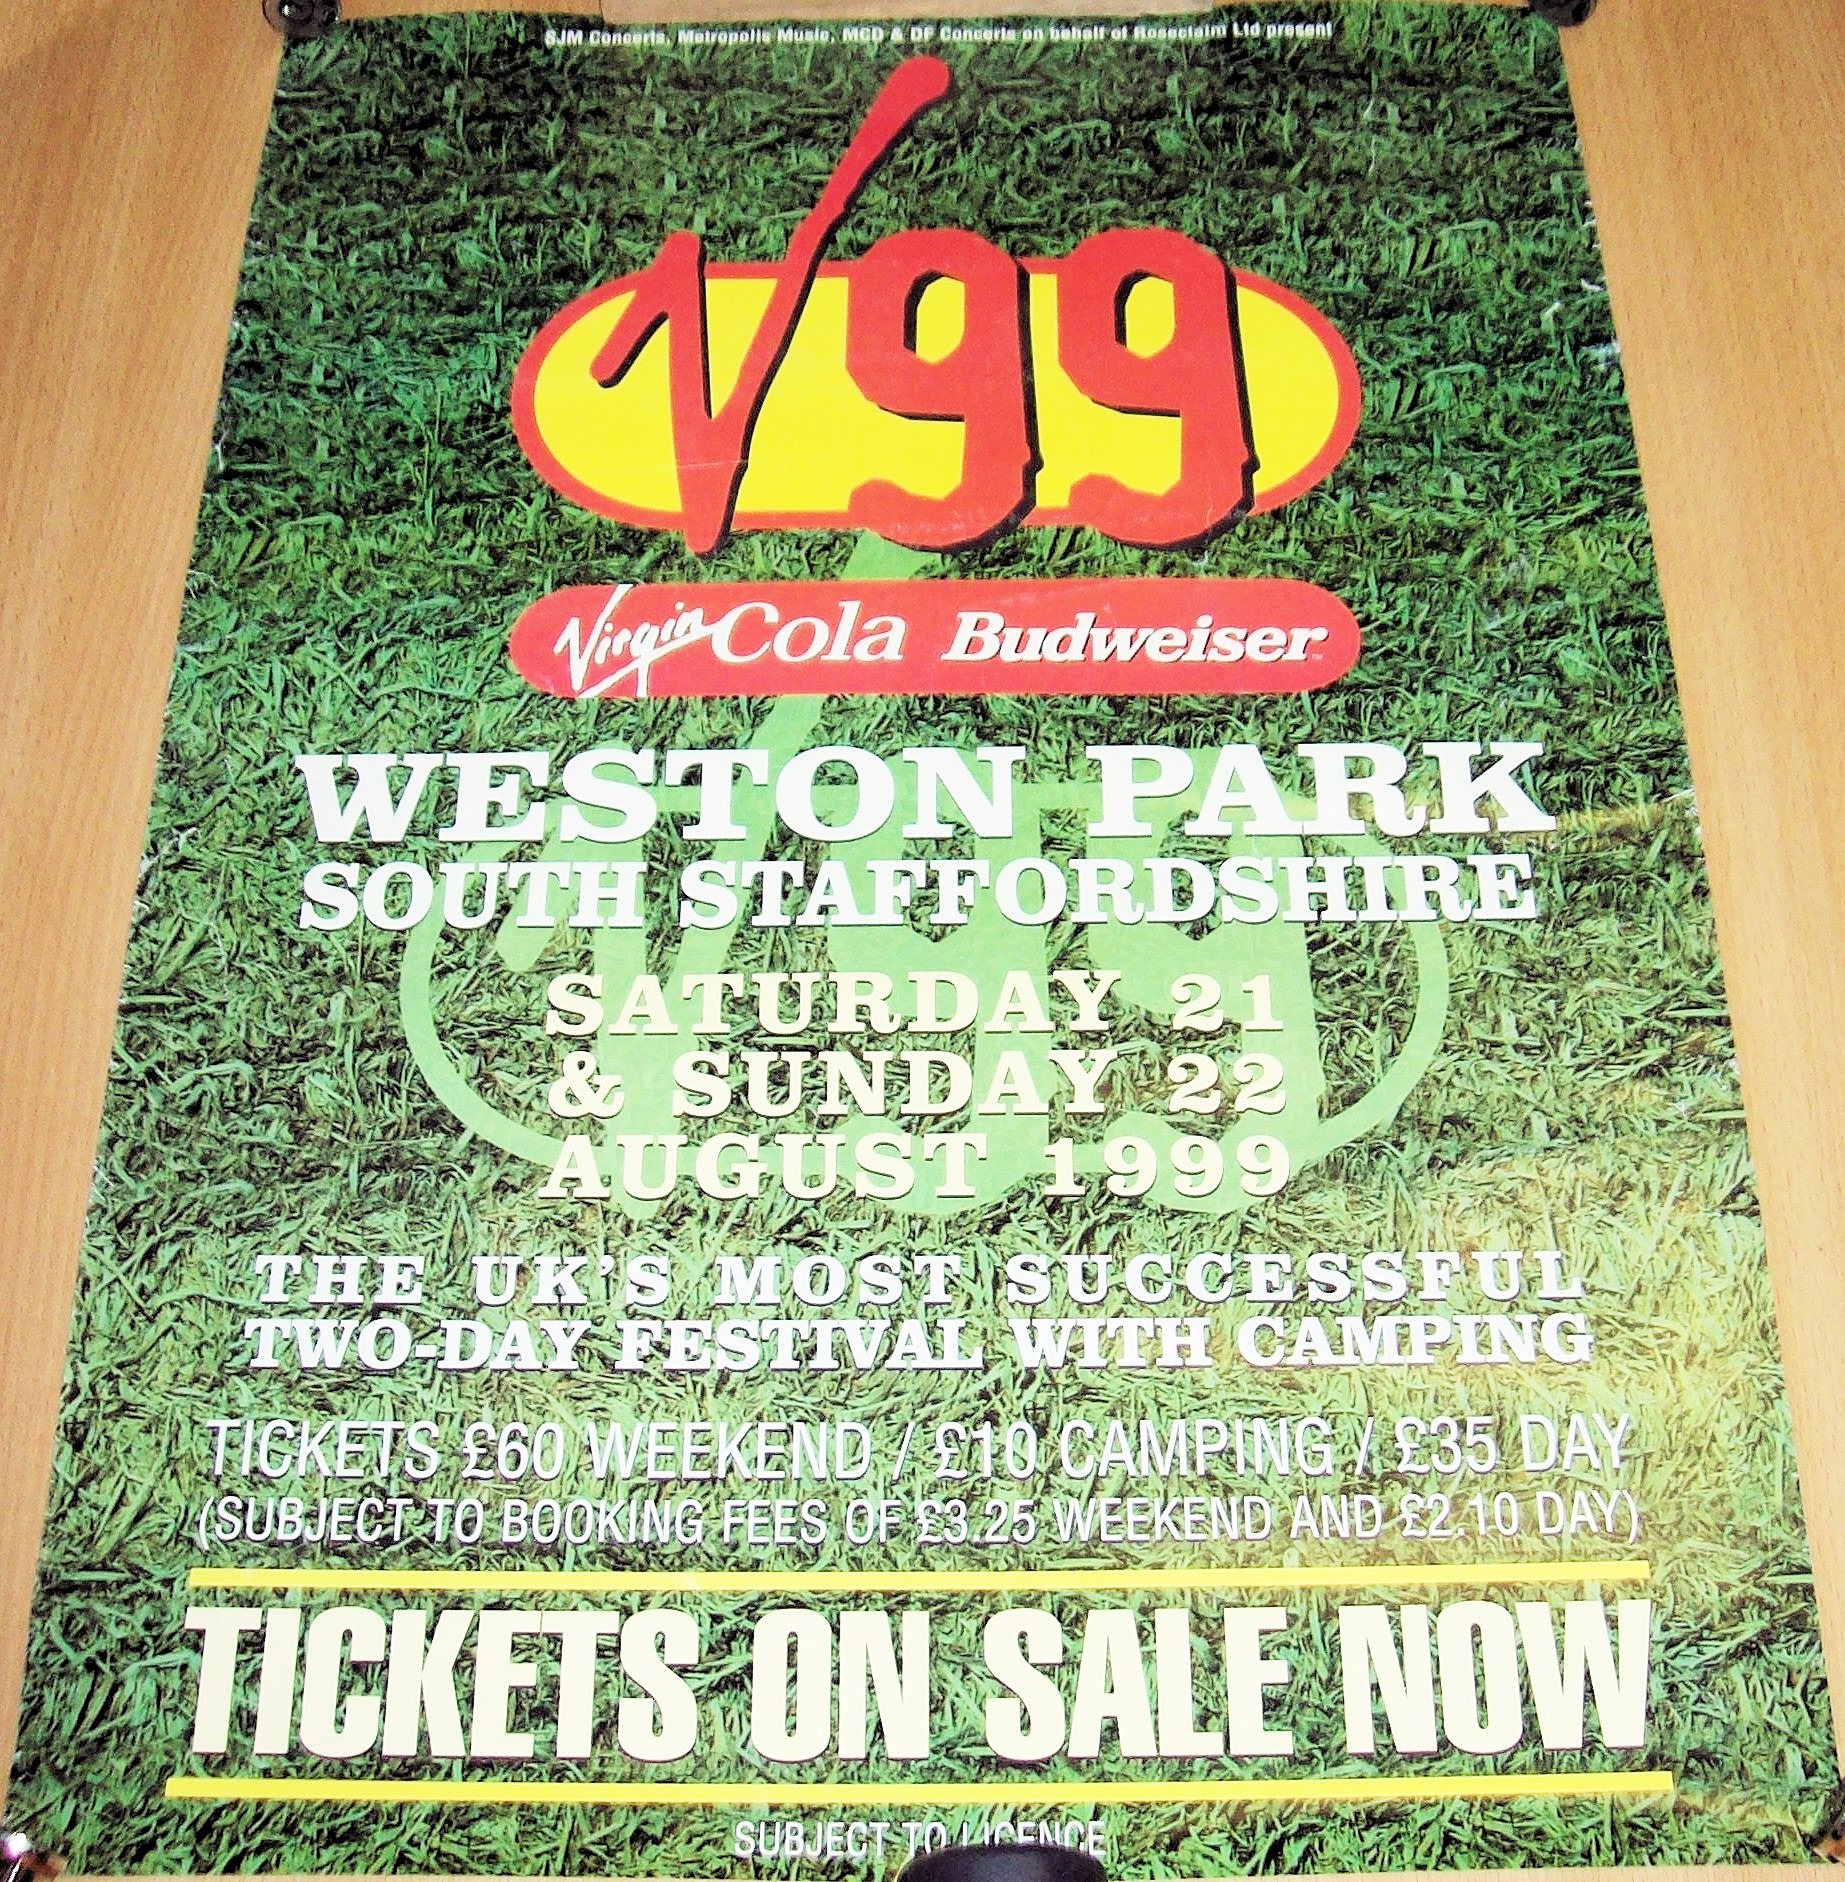 SJM Concerts, Metropolis Music, MCD & DF Concerts on behalf of Roseclaim Ltd present
V99
Virgin Cola Budweiser™
WESTON PARK
SOUTH STAFFORDSHIRE
SATURDAY 21
& SUNDAY 22
AUGUST 1999
THE UK'S MOST SUCCESSFUL
TWO-DAY FESTIVAL WITH CAMPING
TICKETS £60 WEEKEND / £10 CAMPING / £35 DAY
(SUBJECT TO BOOKING FEES OF £3.25 WEEKEND AND £2.10 DAY)
TICKETS ON SALE NOW
SUBJECT TO LICENCE